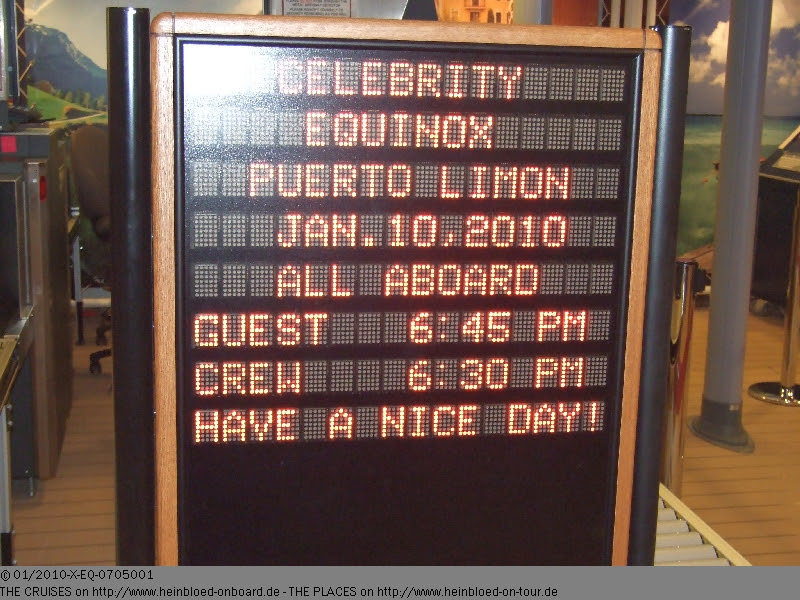 CELEBRITY
EQUINOX
PUERTO LIMON
JAN.10,2010
ALL ABOARD
GUEST 6:45 PM
CREW 6:30 PM
HAVE A NICE DAY!
© 01/2010-X-EQ-0705001
THE CRUISES on http://www.heinbloed-onboard.de - THE PLACES on http://www.heinbloed-on-tour.de